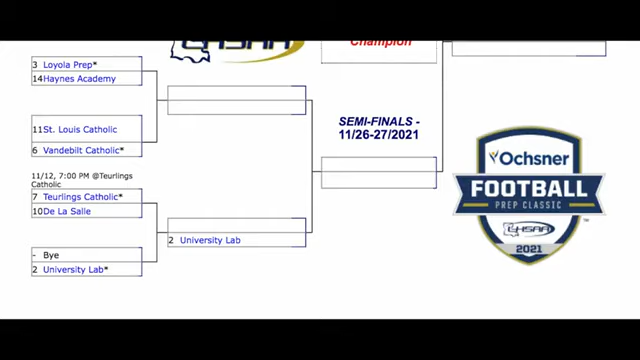 LHSAA
Champion
3 Loyola Prep*
14 Haynes Academy
SEMI-FINALS -
11/26-27/2021
11 St. Louis Catholic
6 Vandebilt Catholic*
11/12, 7:00 PM @Teurlings
Catholic
7 Teurlings Catholic*
10 De La Salle
2 University Lab
- Bye
2 University Lab*
Ochsner
FOOTBALL
PREP CLASSIC
LHSAA
2021